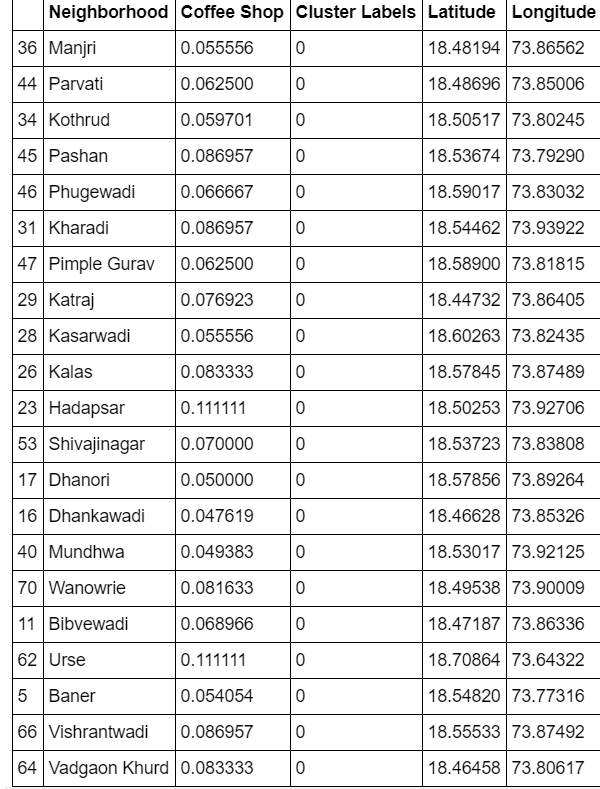 Neighborhood Coffee Shop Cluster Labels Latitude Longitude
36 Manjri 0.055556 0 18.48194 73.86562
44 Parvati 0.062500 0 18.48696 73.85006
34 Kothrud 0.059701 0 18.50517 73.80245
45 Pashan 0.086957 0 18.53674 73.79290
46 Phugewadi 0.066667 0 18.59017 73.83032
31 Kharadi 0.086957 0 18.54462 73.93922
47 Pimple Gurav 0.062500 0 18.58900 73.81815
29 Katraj 0.076923 0 18.44732 73.86405
28 Kasarwadi 0.055556 0 18.60263 73.82435
26 Kalas 0.083333 0 18.57845 73.87489
23 Hadapsar 0.111111 0 18.50253 73.92706
53 Shivajinagar 0.070000 0 18.53723 73.83808
17 Dhanori 0.050000 0 18.57856 73.89264
16 Dhankawadi 0.047619 0 18.46628 73.85326
40 Mundhwa 0.049383 0 18.53017 73.92125
70 Wanowrie 0.081633 0 18.49538 73.90009
11 Bibvewadi 0.068966 0 18.47187 73.86336
62 Urse 0.111111 0 18.70864 73.64322
5 Baner 0.054054 0 18.54820 73.77316
66 Vishrantwadi 0.086957 0 18.55533 73.87492
64 Vadgaon Khurd 0.083333 0 18.46458 73.80617